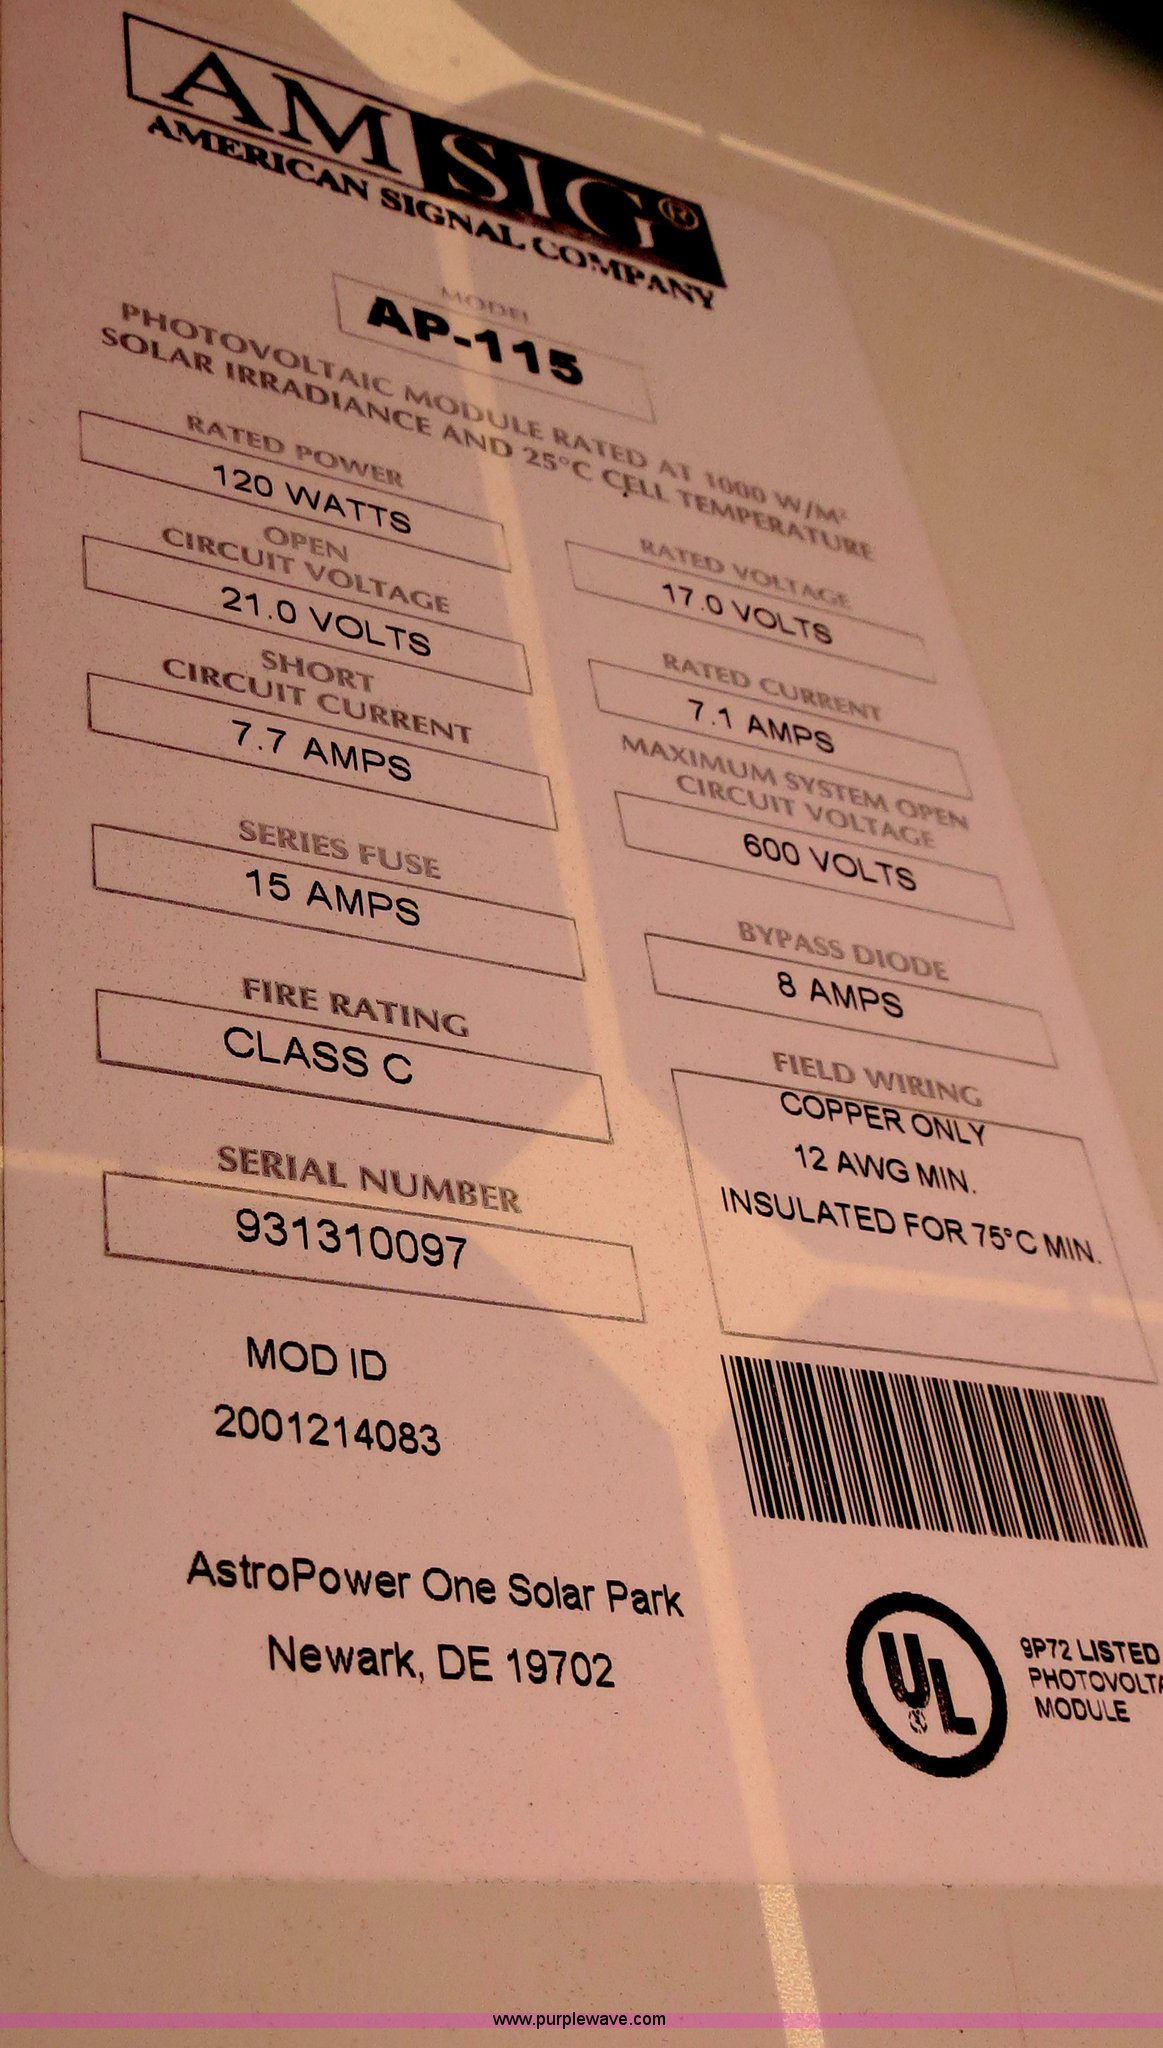 AMSIG®
AMERICAN SIGNAL COMPANY
MODEL
AP-115
PHOTOVOLTAIC MODULE RATED AT 1000 W/M²
SOLAR IRRADIANCE AND 25°C CELL TEMPERATURE
RATED POWER
120 WATTS
RATED VOLTAGE
17.0 VOLTS
OPEN
CIRCUIT VOLTAGE
21.0 VOLTS
RATED CURRENT
7.1 AMPS
SHORT
CIRCUIT CURRENT
7.7 AMPS
MAXIMUM SYSTEM OPEN
CIRCUIT VOLTAGE
600 VOLTS
SERIES FUSE
15 AMPS
BYPASS DIODE
8 AMPS
FIRE RATING
CLASS C
FIELD WIRING
COPPER ONLY
12 AWG MIN.
INSULATED FOR 75°C MIN.
SERIAL NUMBER
931310097
MOD ID
2001214083
AstroPower One Solar Park
Newark, DE 19702
UL
®
9P72 LISTED
PHOTOVOLTA
MODULE
www.purplewave.com